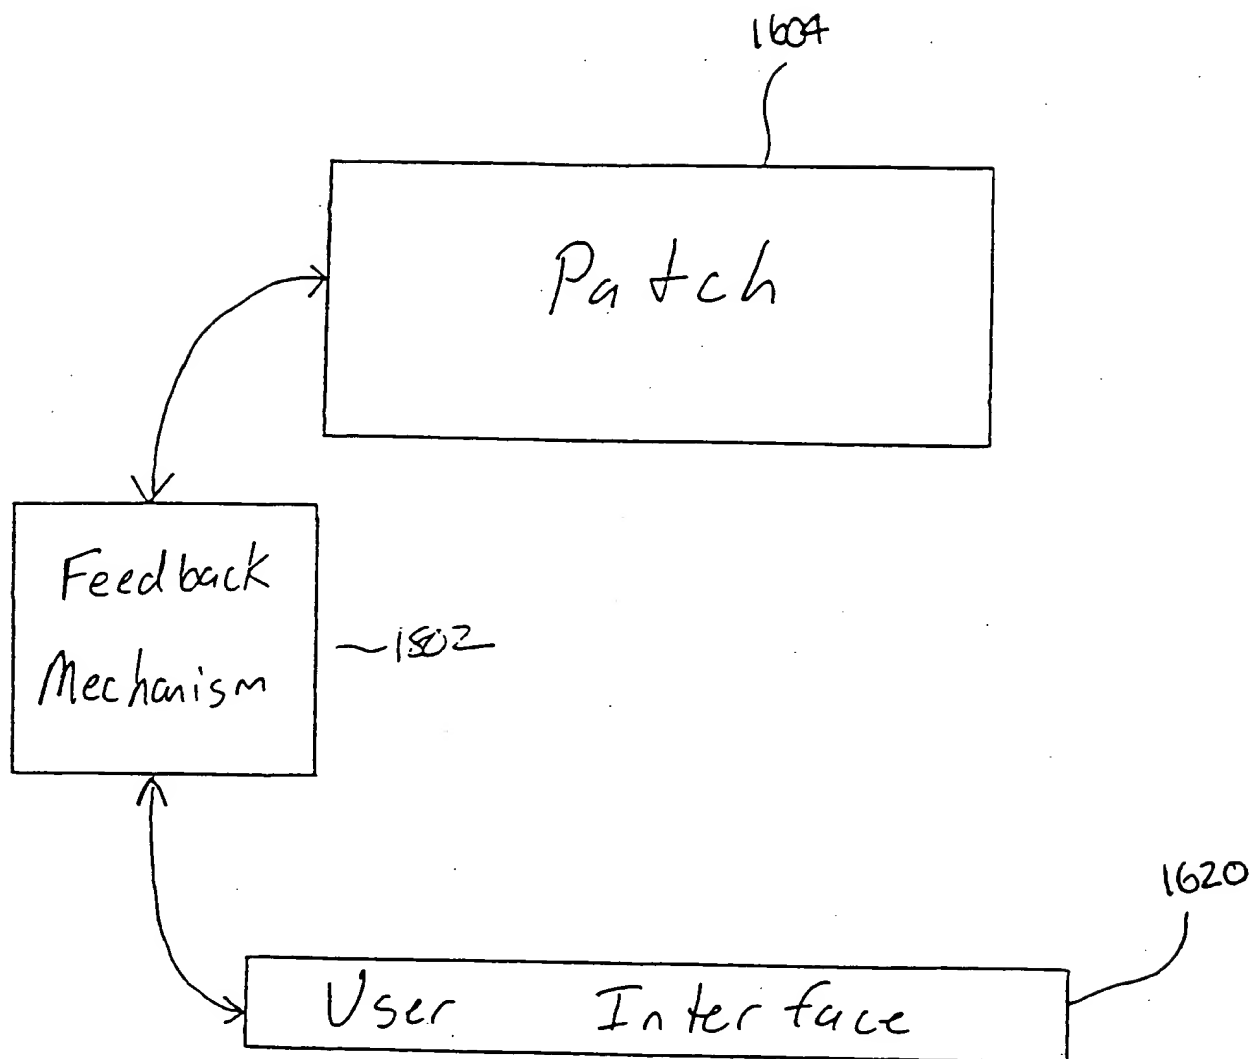 1604
Patch
Feedback
Mechanism
1802
1620
User Interface